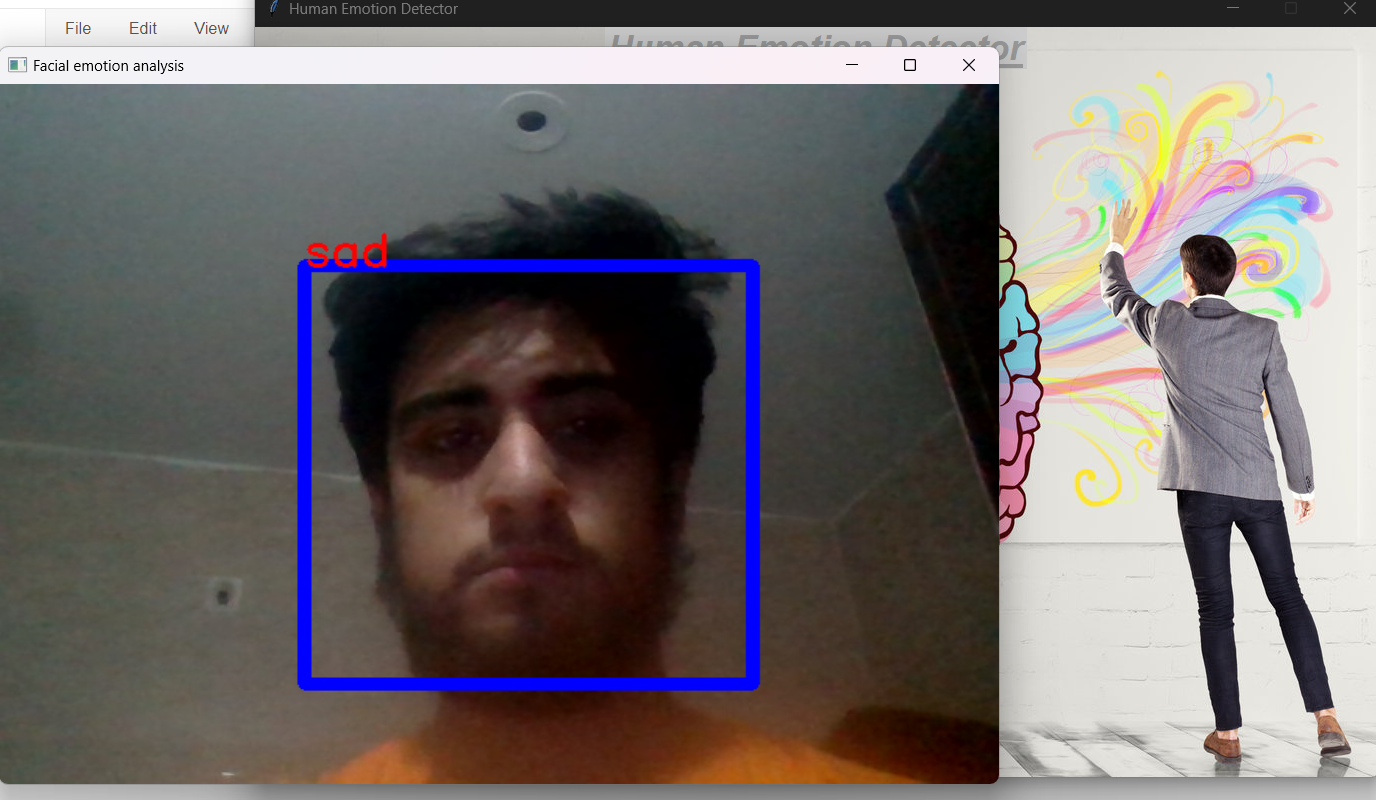 Human Emotion Detector
File Edit View
Human Emotion Detector
Facial emotion analysis
sad